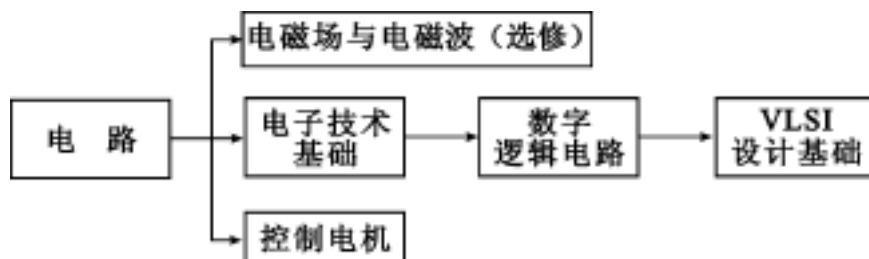 电磁场与电磁波（选修）
电 路
电子技术
基础
数字
逻辑电路
VLSI
设计基础
控制电机